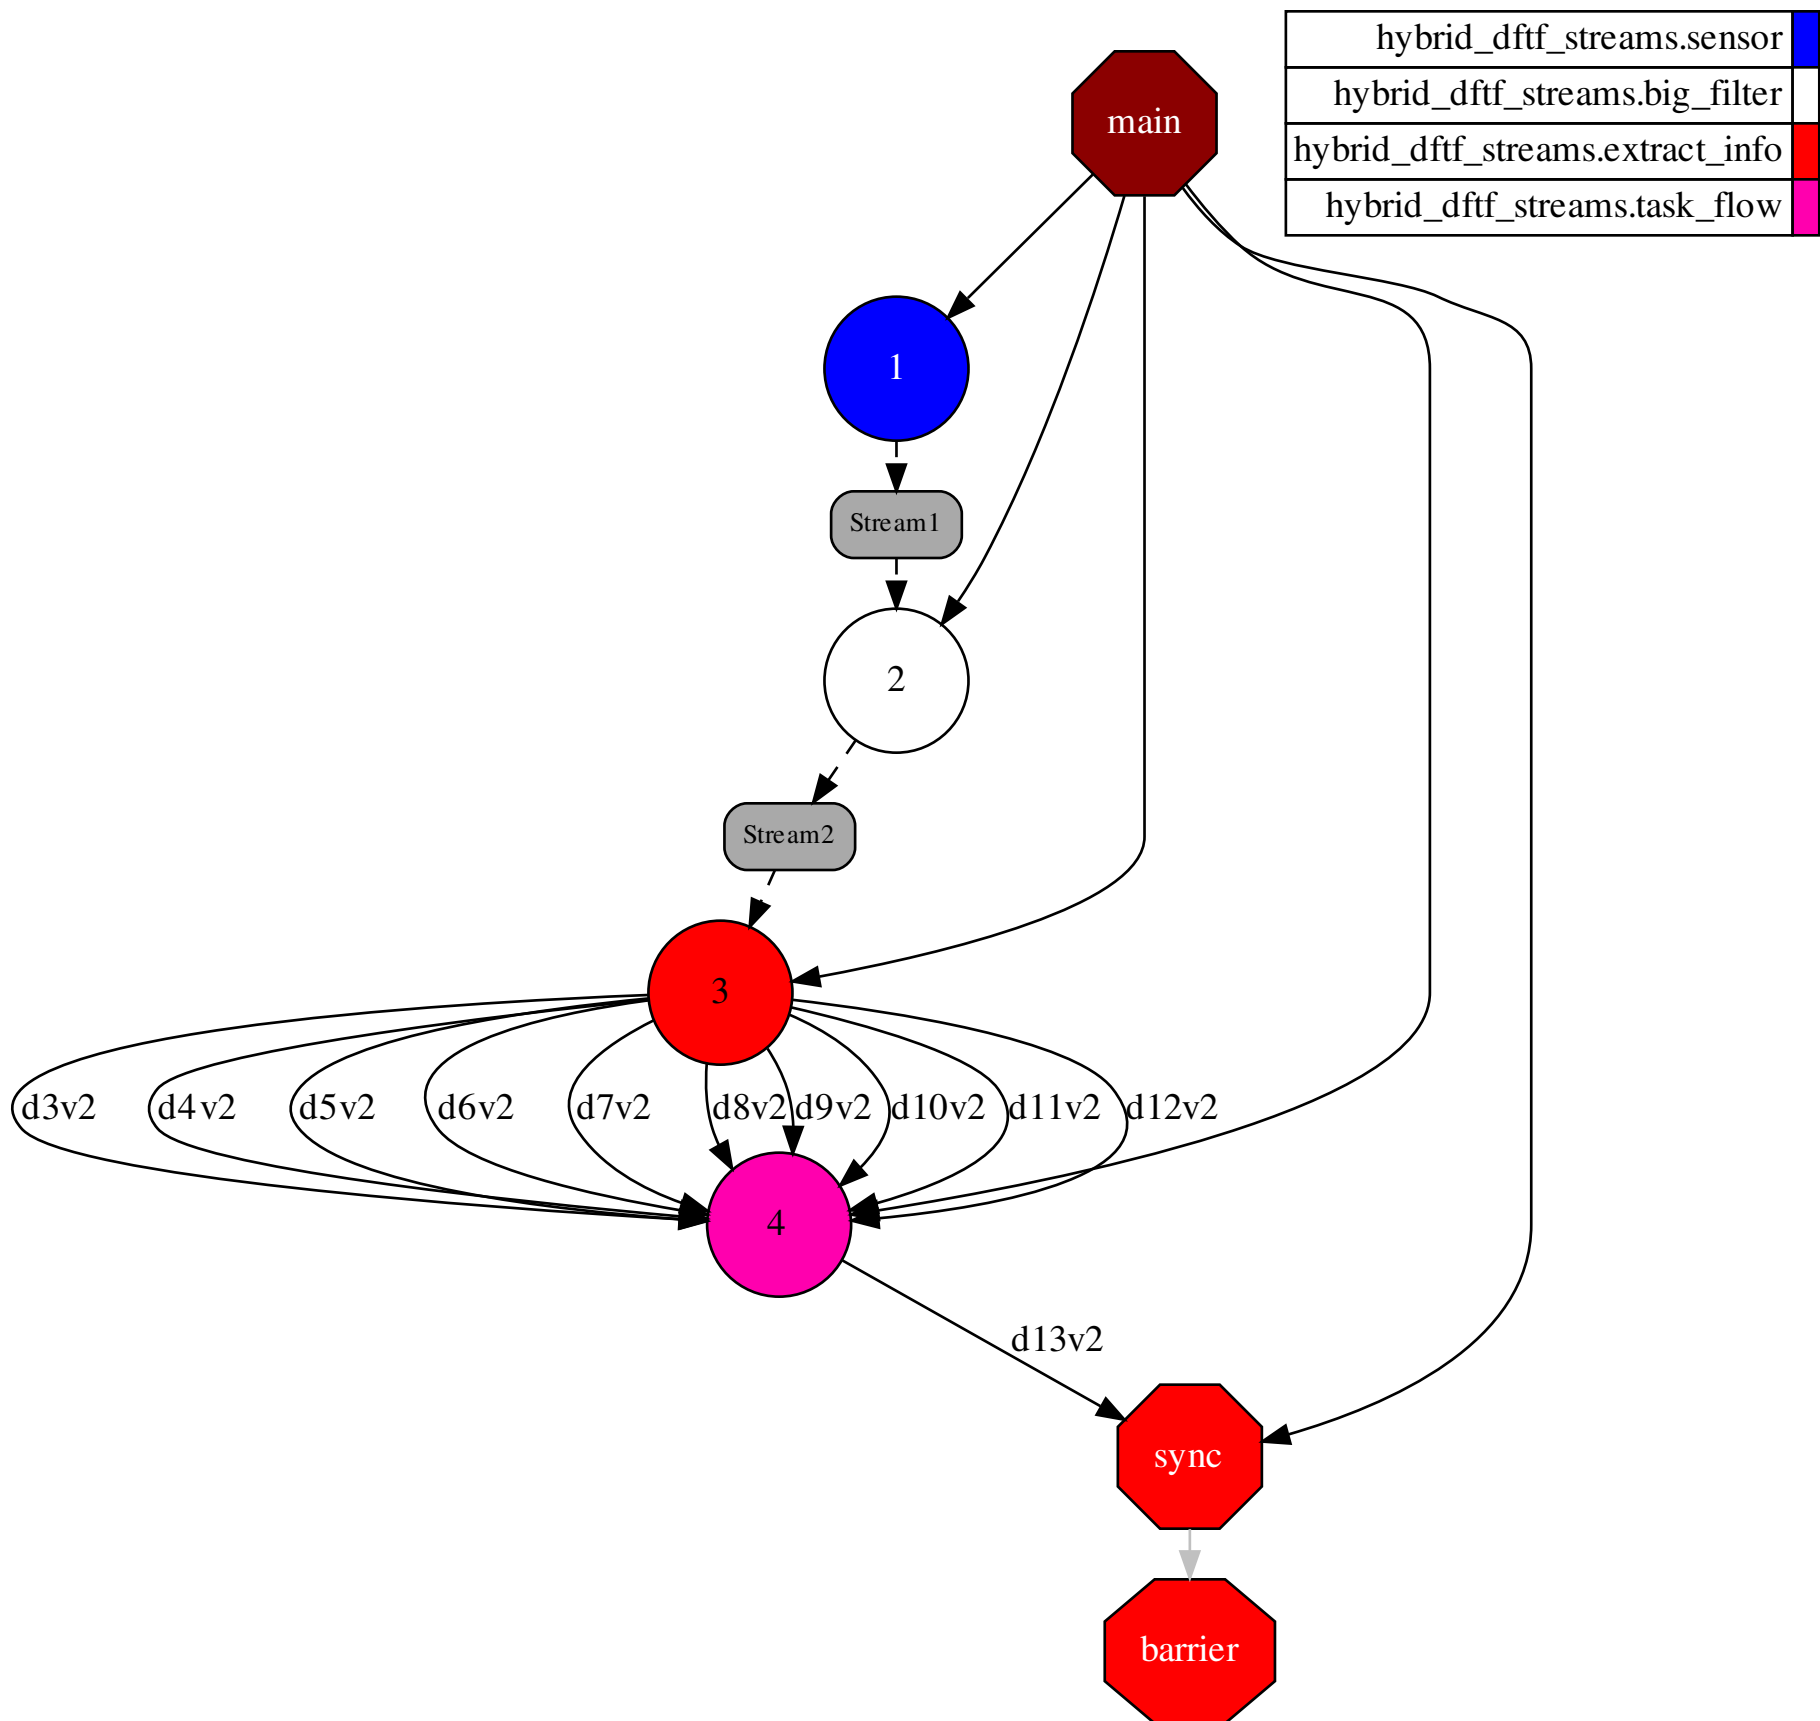 hybrid_dftf_streams.sensor
hybrid_dftf_streams.big_filter
hybrid_dftf_streams.extract_info
hybrid_dftf_streams.task_flow
main
1
Stream1
2
Stream2
3
d3v2 d4v2 d5v2 d6v2 d7v2 d8v2 d9v2 d10v2 d11v2 d12v2
4
d13v2
sync
barrier